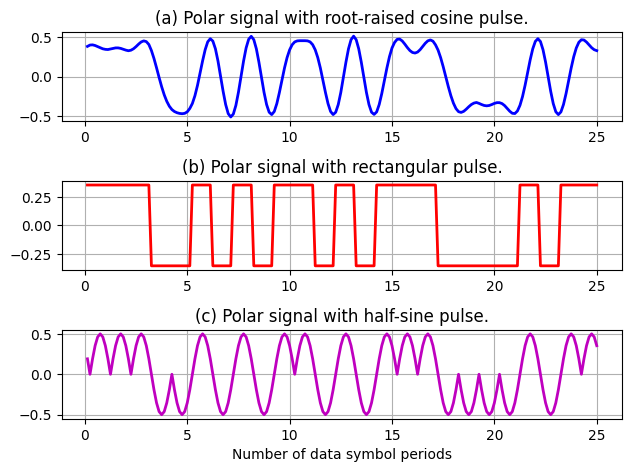 (a) Polar signal with root-raised cosine pulse.
0.5
0.0
−0.5
0 5 10 15 20 25
(b) Polar signal with rectangular pulse.
0.25
0.00
−0.25
0 5 10 15 20 25
(c) Polar signal with half-sine pulse.
0.5
0.0
−0.5
0 5 10 15 20 25
Number of data symbol periods